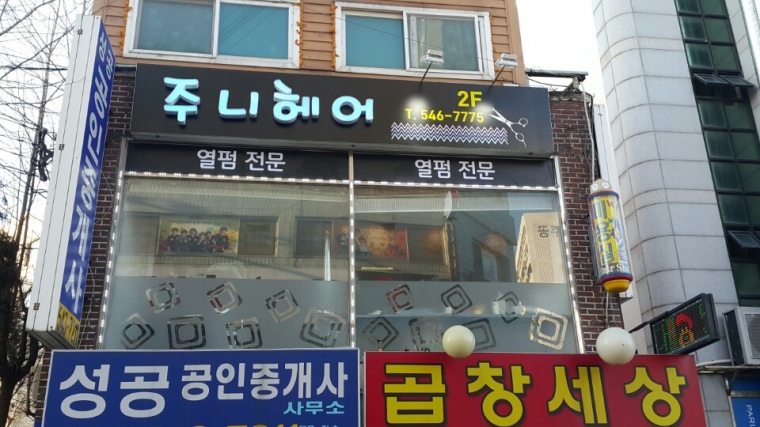 주니헤어
2F
T. 546-7775
열펌 전문
열펌 전문
성공 공인중개사
사무소
곱창세상